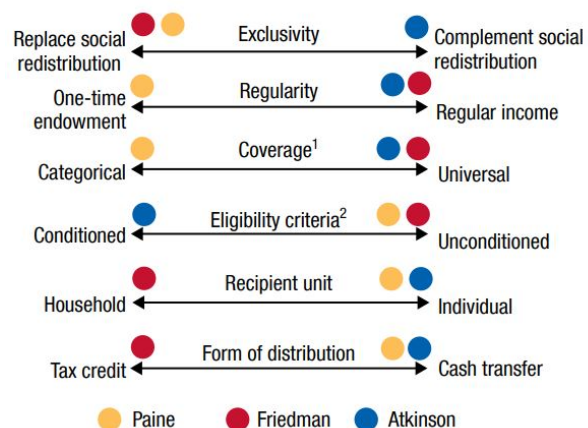 Replace social redistribution
Exclusivity
Complement social redistribution
One-time endowment
Regularity
Regular income
Categorical
Coverage1
Universal
Conditioned
Eligibility criteria2
Unconditioned
Household
Recipient unit
Individual
Tax credit
Form of distribution
Cash transfer
Paine
Friedman
Atkinson